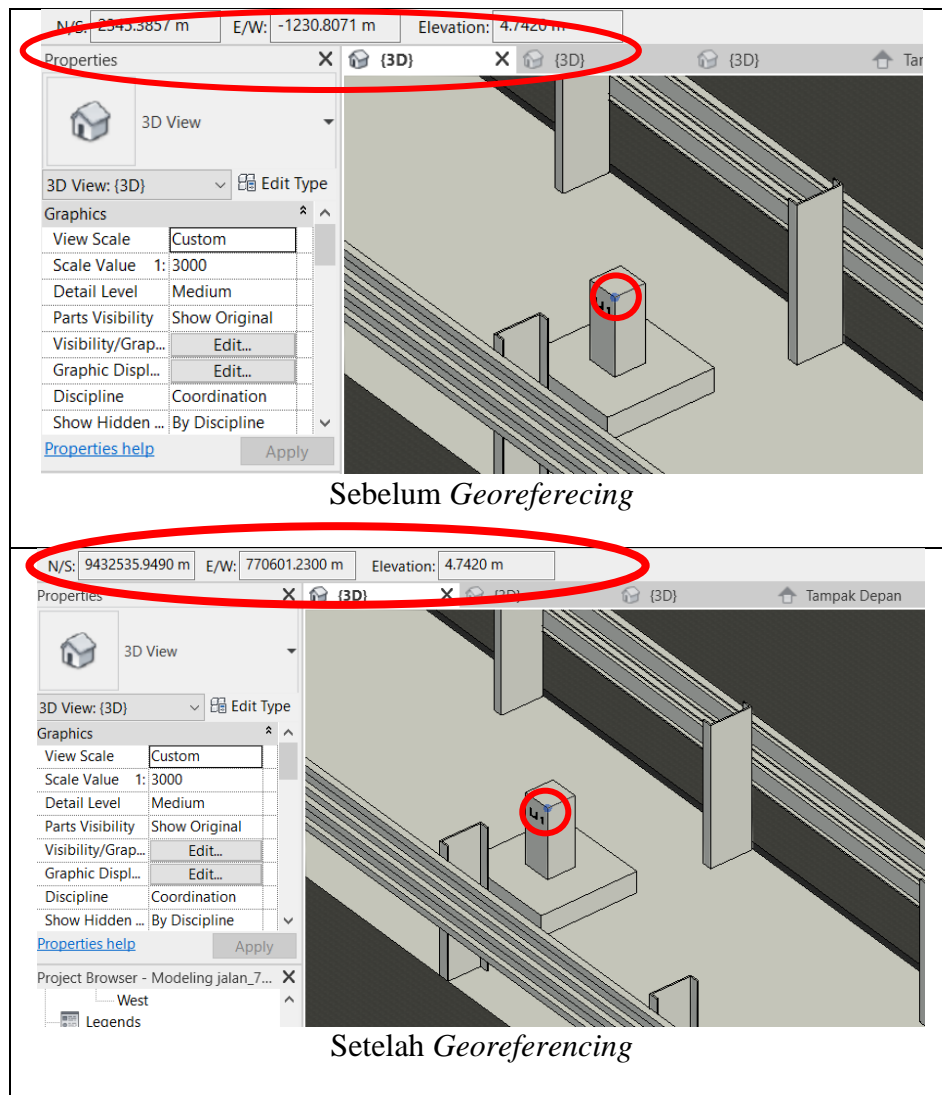 N/S: 2345.3857 m E/W: -1230.8071 m Elevation: 4.7420 m
Properties {3D} {3D} {3D} Tar
3D View
3D View: {3D} Edit Type
Graphics
View Scale Custom
Scale Value 1: 3000
Detail Level Medium
Parts Visibility Show Original
Visibility/Grap... Edit...
Graphic Displ... Edit...
Discipline Coordination
Show Hidden ... By Discipline
Properties help Apply
Sebelum Georeferecing
N/S: 9432535.9490 m E/W: 770601.2300 m Elevation: 4.7420 m
Properties {3D} {3D} {3D} Tampak Depan
3D View
3D View: {3D} Edit Type
Graphics
View Scale Custom
Scale Value 1: 3000
Detail Level Medium
Parts Visibility Show Original
Visibility/Grap... Edit...
Graphic Displ... Edit...
Discipline Coordination
Show Hidden ... By Discipline
Properties help Apply
Project Browser - Modeling jalan_7...
West
Legends
Setelah Georeferencing